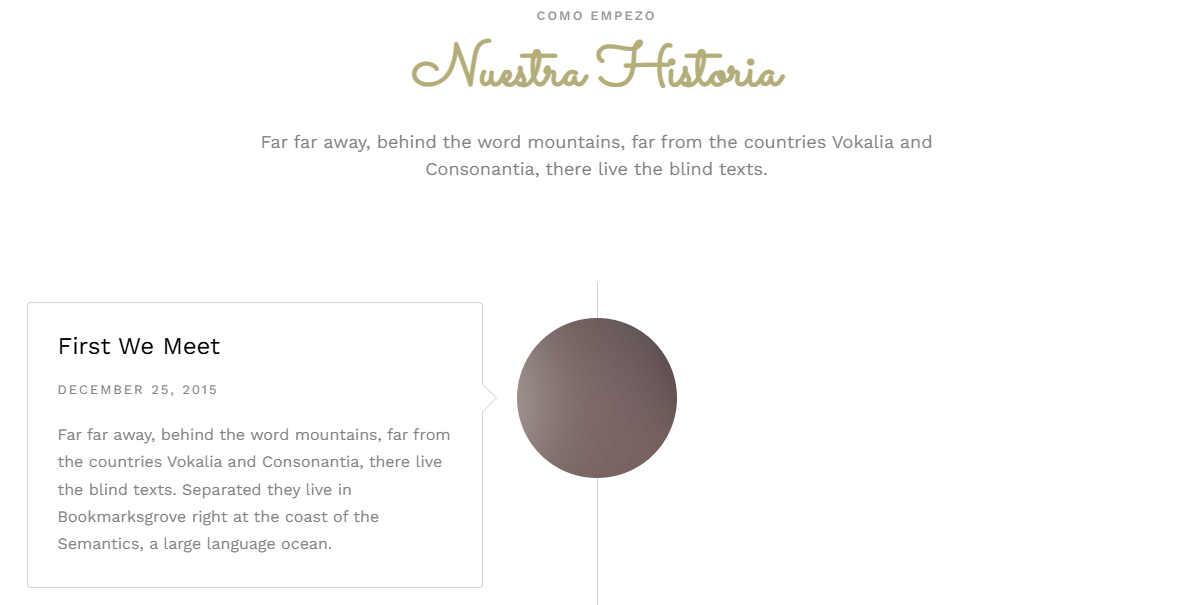 COMO EMPEZO
Nuestra Historia
Far far away, behind the word mountains, far from the countries Vokalia and
Consonantia, there live the blind texts.
First We Meet
DECEMBER 25, 2015
Far far away, behind the word mountains, far from
the countries Vokalia and Consonantia, there live
the blind texts. Separated they live in
Bookmarksgrove right at the coast of the
Semantics, a large language ocean.